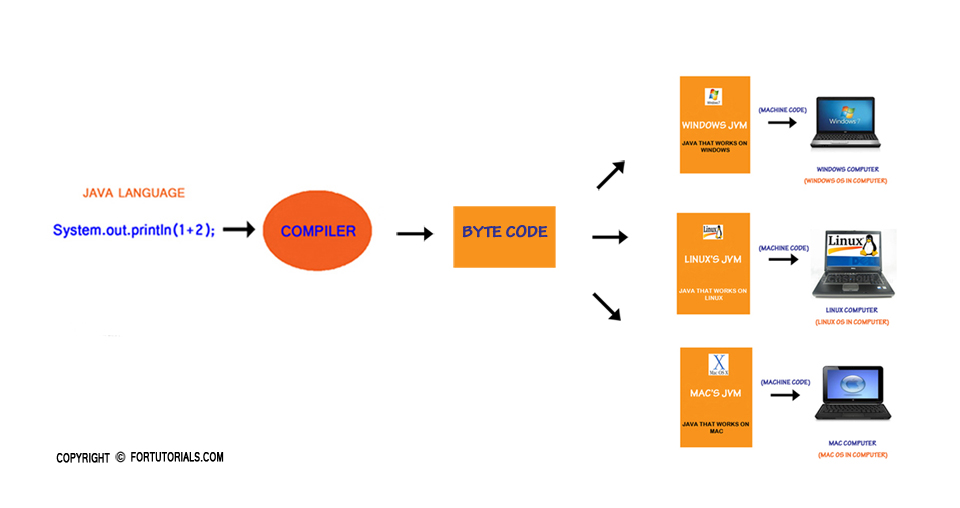 JAVA LANGUAGE
System.out.println(1+2);
COMPILER
BYTE CODE
Windows 7
WINDOWS JVM
JAVA THAT WORKS ON
WINDOWS
(MACHINE CODE)
Windows 7
WINDOWS COMPUTER
(WINDOWS OS IN COMPUTER)
Linux
LINUX'S JVM
JAVA THAT WORKS ON
LINUX
(MACHINE CODE)
Linux
LINUX COMPUTER
(LINUX OS IN COMPUTER)
X
Mac OS X
MAC'S JVM
JAVA THAT WORKS ON
MAC
(MACHINE CODE)
MAC COMPUTER
(MAC OS IN COMPUTER)
COPYRIGHT © FORTUTORIALS.COM